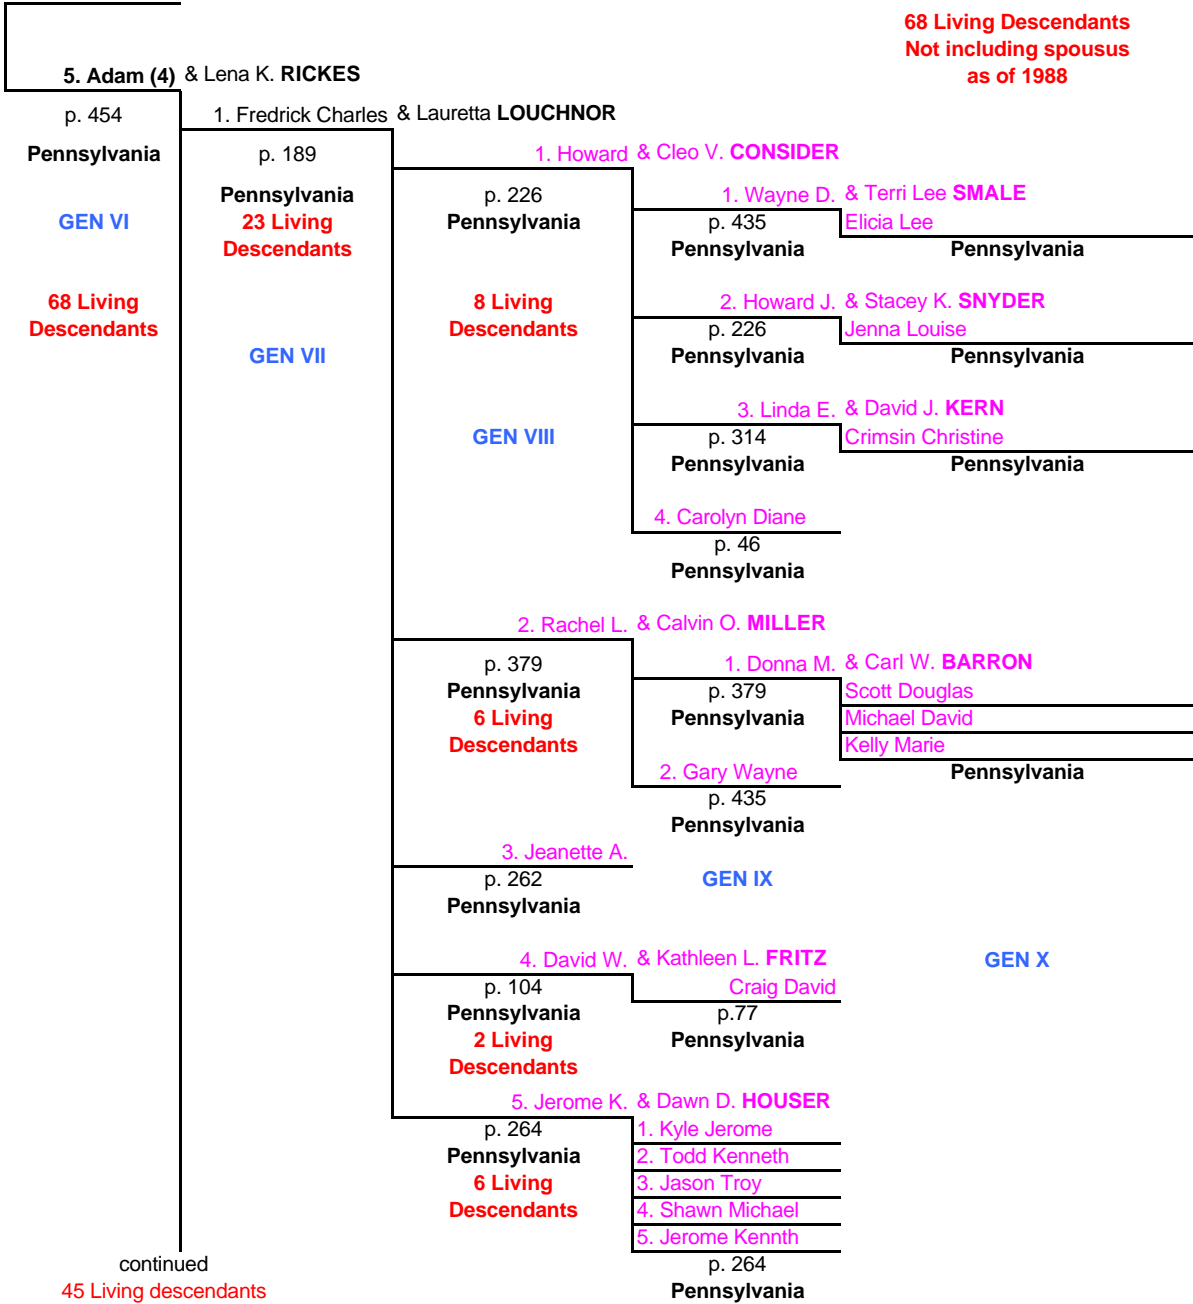 68 Living Descendants
Not including spousus
as of 1988
5. Adam (4) & Lena K. RICKES
p. 454
Pennsylvania
GEN VI
68 Living
Descendants
1. Fredrick Charles & Lauretta LOUCHNOR
p. 189
Pennsylvania
23 Living
Descendants
GEN VII
1. Howard & Cleo V. CONSIDER
p. 226
Pennsylvania
8 Living
Descendants
GEN VIII
1. Wayne D. & Terri Lee SMALE
p. 435
Pennsylvania
Elicia Lee
Pennsylvania
2. Howard J. & Stacey K. SNYDER
p. 226
Pennsylvania
Jenna Louise
Pennsylvania
3. Linda E. & David J. KERN
p. 314
Pennsylvania
Crimsin Christine
Pennsylvania
4. Carolyn Diane
p. 46
Pennsylvania
2. Rachel L. & Calvin O. MILLER
p. 379
Pennsylvania
6 Living
Descendants
1. Donna M. & Carl W. BARRON
p. 379
Pennsylvania
Scott Douglas
Michael David
Kelly Marie
Pennsylvania
2. Gary Wayne
p. 435
Pennsylvania
3. Jeanette A.
p. 262
Pennsylvania
GEN IX
4. David W. & Kathleen L. FRITZ
p. 104
Pennsylvania
2 Living
Descendants
Craig David
p.77
Pennsylvania
GEN X
5. Jerome K. & Dawn D. HOUSER
p. 264
Pennsylvania
6 Living
Descendants
1. Kyle Jerome
2. Todd Kenneth
3. Jason Troy
4. Shawn Michael
5. Jerome Kennth
p. 264
Pennsylvania
continued
45 Living descendants